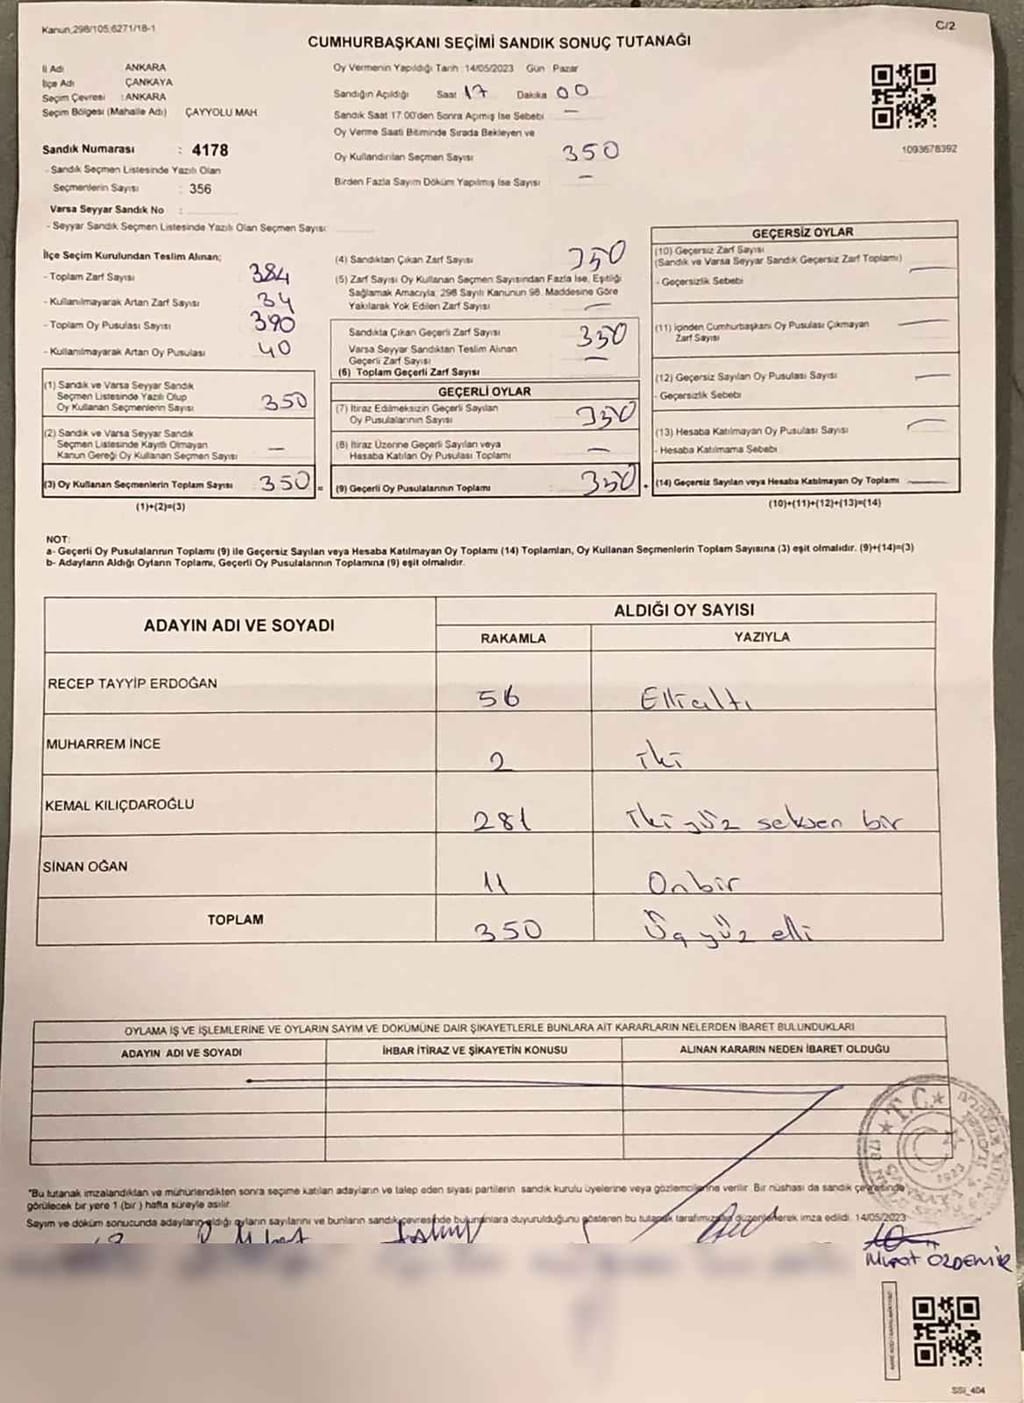 Kanun,298/105;6271/18-1
C/2
CUMHURBAŞKANI SEÇİMİ SANDIK SONUÇ TUTANAĞI
İl Adı ANKARA
İlçe Adı ÇANKAYA
Seçim Çevresi : ANKARA
Seçim Bölgesi (Mahalle Adı) ÇAYYOLU MAH
Sandık Numarası : 4178
- Sandık Seçmen Listesinde Yazılı Olan
Seçmenlerin Sayısı : 356
Varsa Seyyar Sandık No :
- Seyyar Sandık Seçmen Listesinde Yazılı Olan Seçmen Sayısı:
Oy Vermenin Yapıldığı Tarih :14/05/2023 Gün : Pazar
Sandığın Açıldığı Saat 17 Dakika 00
Sandık Saat 17.00'den Sonra Açmış İse Sebebi —
Oy Verme Saati Bitiminde Sırada Bekleyen ve
Oy Kullandırılan Seçmen Sayısı 350
Birden Fazla Sayım Döküm Yapılmış İse Sayısı —
1093678392
İlçe Seçim Kurulundan Teslim Alınan;
- Toplam Zarf Sayısı 384
- Kullanılmayarak Artan Zarf Sayısı 34
- Toplam Oy Pusulası Sayısı 390
- Kullanılmayarak Artan Oy Pusulası 40
(1) Sandık ve Varsa Seyyar Sandık
Seçmen Listesinde Yazılı Olup
Oy Kullanan Seçmenlerin Sayısı 350
(2) Sandık ve Varsa Seyyar Sandık
Seçmen Listesinde Kayıtlı Olmayan
Kanun Gereği Oy Kullanan Seçmen Sayısı —
(3) Oy Kullanan Seçmenlerin Toplam Sayısı 350 =
(1)+(2)=(3)
(4) Sandıktan Çıkan Zarf Sayısı 350
(5) Zarf Sayısı Oy Kullanan Seçmen Sayısından Fazla İse, Eşitliği
Sağlamak Amacıyla, 298 Sayılı Kanunun 98. Maddesine Göre
Yakılarak Yok Edilen Zarf Sayısı —
Sandıkta Çıkan Geçerli Zarf Sayısı 350
Varsa Seyyar Sandıktan Teslim Alınan
Geçerli Zarf Sayısı —
(6) Toplam Geçerli Zarf Sayısı
GEÇERLİ OYLAR
(7) İtiraz Edilmeksizin Geçerli Sayılan
Oy Pusulalarının Sayısı 350
(8) İtiraz Üzerine Geçerli Sayılan veya
Hesaba Katılan Oy Pusulası Toplamı —
(9) Geçerli Oy Pusulalarının Toplamı 350 +
GEÇERSİZ OYLAR
(10) Geçersiz Zarf Sayısı
(Sandık ve Varsa Seyyar Sandık Geçersiz Zarf Toplamı) —
- Geçersizlik Sebebi
(11) İçinden Cumhurbaşkanı Oy Pusulası Çıkmayan
Zarf Sayısı —
(12) Geçersiz Sayılan Oy Pusulası Sayısı —
- Geçersizlik Sebebi
(13) Hesaba Katılmayan Oy Pusulası Sayısı —
- Hesaba Katılmama Sebebi
(14) Geçersiz Sayılan veya Hesaba Katılmayan Oy Toplamı —
(10)+(11)+(12)+(13)=(14)
NOT:
a- Geçerli Oy Pusulalarının Toplamı (9) ile Geçersiz Sayılan veya Hesaba Katılmayan Oy Toplamı (14) Toplamları, Oy Kullanan Seçmenlerin Toplam Sayısına (3) eşit olmalıdır. (9)+(14)=(3)
b- Adayların Aldığı Oyların Toplamı, Geçerli Oy Pusulalarının Toplamına (9) eşit olmalıdır.
ADAYIN ADI VE SOYADI ALDIĞI OY SAYISI
RAKAMLA YAZIYLA
RECEP TAYYİP ERDOĞAN 56 Ellialtı
MUHARREM İNCE 2 iki
KEMAL KILIÇDAROĞLU 281 İki yüz seksen bir
SİNAN OĞAN 11 Onbir
TOPLAM 350 Üç yüz elli
OYLAMA İŞ VE İŞLEMLERİNE VE OYLARIN SAYIM VE DÖKÜMÜNE DAİR ŞİKAYETLERLE BUNLARA AİT KARARLARIN NELERDEN İBARET BULUNDUKLARI
ADAYIN ADI VE SOYADI İHBAR İTİRAZ VE ŞİKAYETİN KONUSU ALINAN KARARIN NEDEN İBARET OLDUĞU
T.C.
"Bu tutanak imzalandıktan ve mühürlendikten sonra seçime katılan adayların ve talep eden siyasi partilerin sandık kurulu üyelerine veya gözlemcilerine verilir. Bir nüshası da sandık çevresinde
görülecek bir yere 1 (bir) hafta süreyle asılır.
Sayım ve döküm sonucunda adayların aldığı oyların sayılarını ve bunların sandık çevresinde bulunanlara duyurulduğunu gösteren bu tutanak tarafımızdan düzenlenerek imza edildi. 14/05/2023
Murat ÖZDEMİR
SSI_404